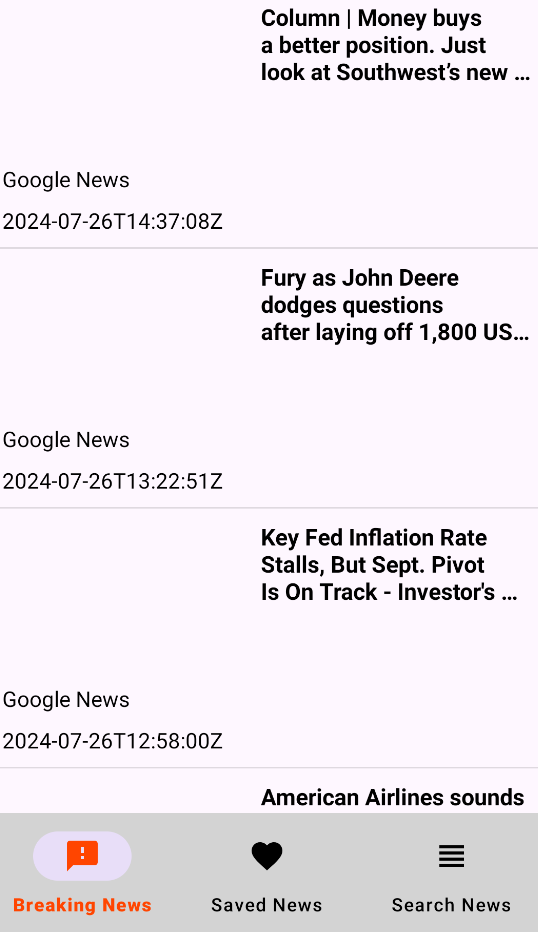 Column | Money buys
a better position. Just
look at Southwest’s new …
Google News
2024-07-26T14:37:08Z
Fury as John Deere
dodges questions
after laying off 1,800 US…
Google News
2024-07-26T13:22:51Z
Key Fed Inflation Rate
Stalls, But Sept. Pivot
Is On Track - Investor's …
Google News
2024-07-26T12:58:00Z
American Airlines sounds
Breaking News
Saved News
Search News